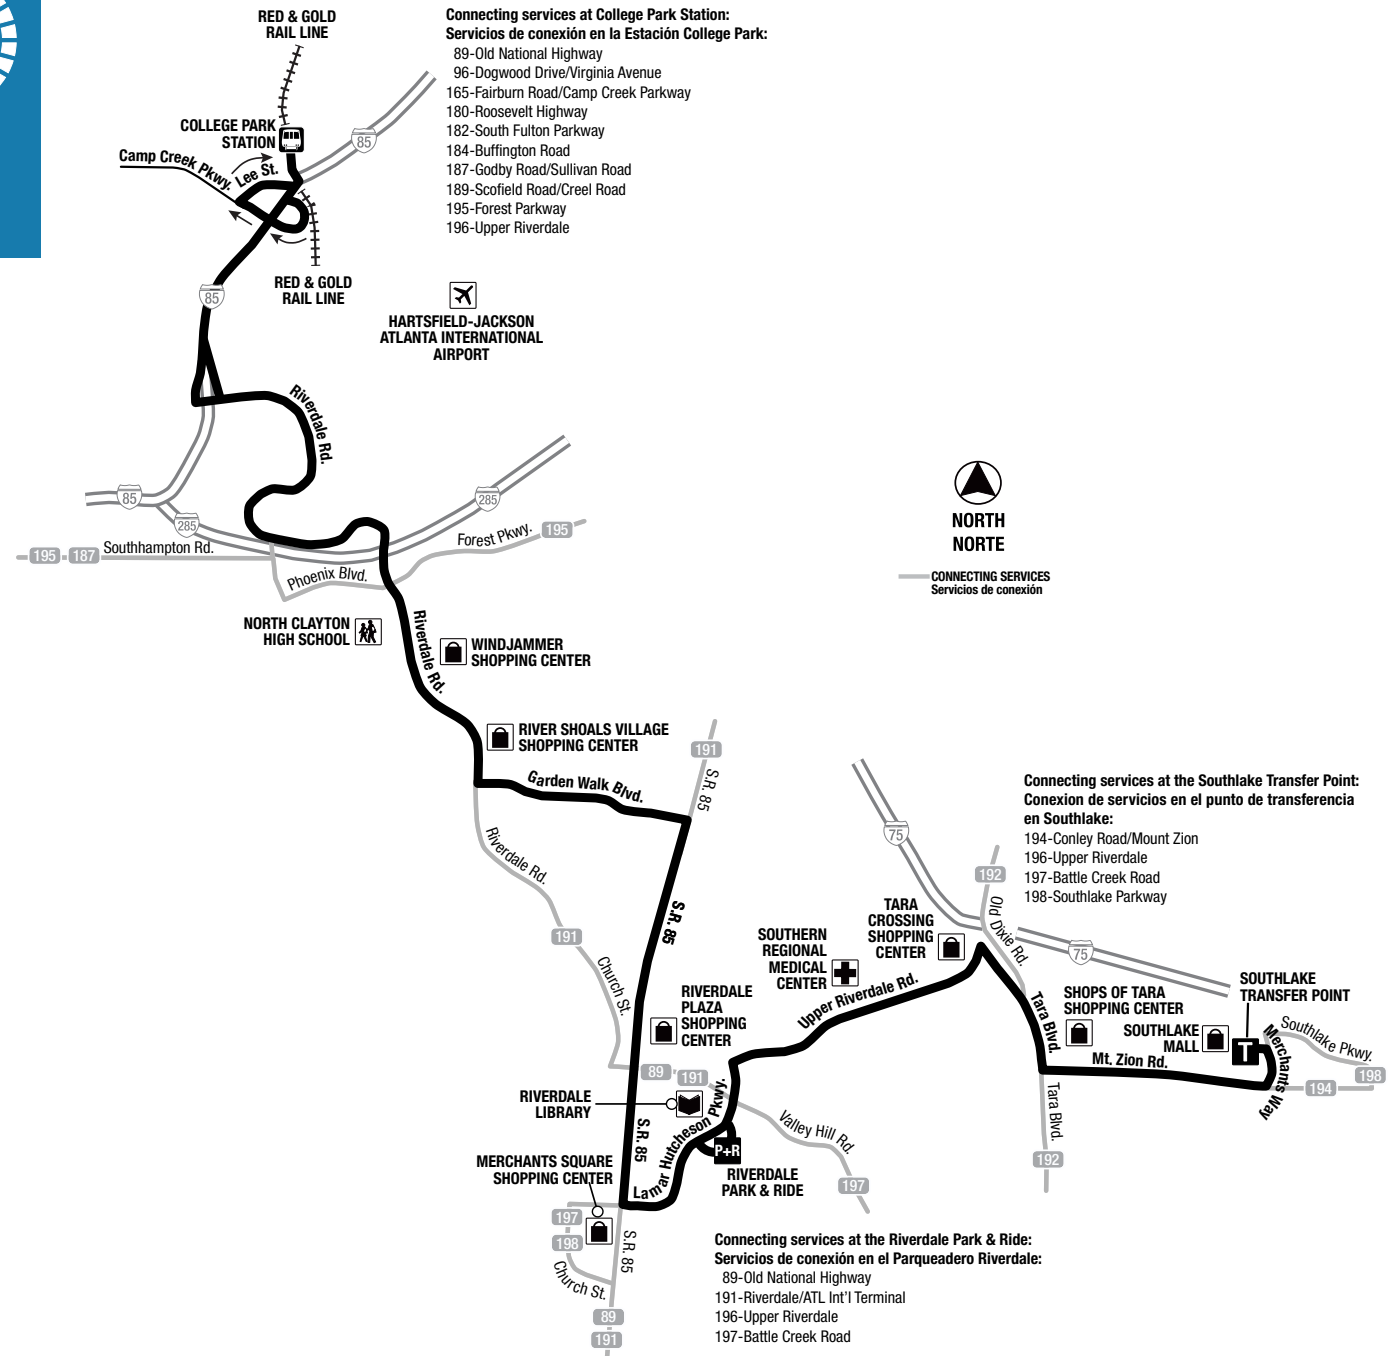 RED & GOLD
RAIL LINE
Connecting services at College Park Station:
Servicios de conexión en la Estación College Park:
89-Old National Highway
96-Dogwood Drive/Virginia Avenue
165-Fairburn Road/Camp Creek Parkway
180-Roosevelt Highway
182-South Fulton Parkway
184-Buffington Road
187-Godby Road/Sullivan Road
189-Scofield Road/Creel Road
195-Forest Parkway
196-Upper Riverdale
COLLEGE PARK
STATION
85
Camp Creek Pkwy.
Lee St.
RED & GOLD
RAIL LINE
85
HARTSFIELD-JACKSON
ATLANTA INTERNATIONAL
AIRPORT
Riverdale Rd.
85
285
285
195
187
Southhampton Rd.
Forest Pkwy.
195
Phoenix Blvd.
NORTH
NORTE
CONNECTING SERVICES
Servicios de conexión
NORTH CLAYTON
HIGH SCHOOL
Riverdale Rd.
WINDJAMMER
SHOPPING CENTER
RIVER SHOALS VILLAGE
SHOPPING CENTER
191
S.R. 85
Garden Walk Blvd.
Riverdale Rd.
191
Church St.
S.R. 85
75
Connecting services at the Southlake Transfer Point:
Conexion de servicios en el punto de transferencia
en Southlake:
194-Conley Road/Mount Zion
196-Upper Riverdale
197-Battle Creek Road
198-Southlake Parkway
192
Old Dixie Rd.
TARA
CROSSING
SHOPPING
CENTER
SOUTHERN
REGIONAL
MEDICAL
CENTER
75
Upper Riverdale Rd.
RIVERDALE
PLAZA
SHOPPING
CENTER
Tara Blvd.
SHOPS OF TARA
SHOPPING CENTER
SOUTHLAKE
TRANSFER POINT
SOUTHLAKE
MALL
T
Mt. Zion Rd.
Merchants Way
Southlake Pkwy.
198
194
89
191
RIVERDALE
LIBRARY
S.R. 85
Lamar Hutcheson Pkwy.
Valley Hill Rd.
197
P+R
RIVERDALE
PARK & RIDE
Tara Blvd.
192
MERCHANTS SQUARE
SHOPPING CENTER
197
198
Church St.
S.R. 85
89
191
Connecting services at the Riverdale Park & Ride:
Servicios de conexión en el Parqueadero Riverdale:
89-Old National Highway
191-Riverdale/ATL Int'l Terminal
196-Upper Riverdale
197-Battle Creek Road